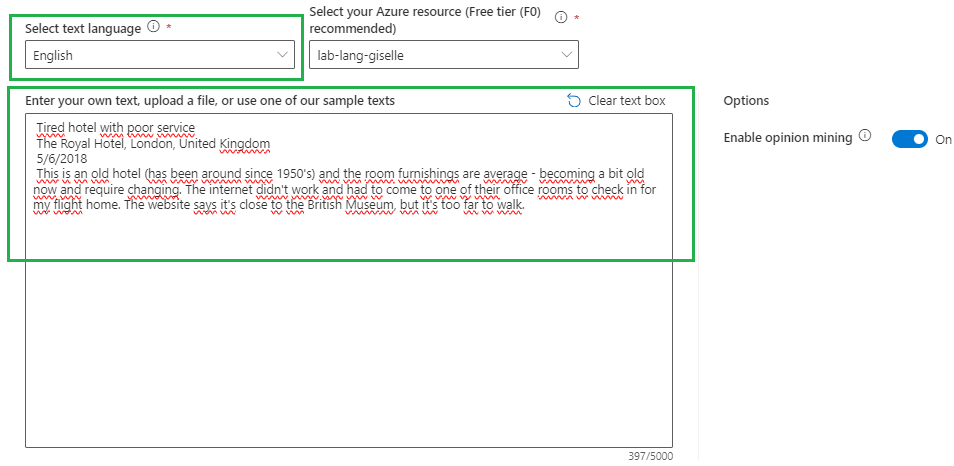 Select text language *
Select your Azure resource (Free tier (F0)
recommended) *
English
lab-lang-giselle
Enter your own text, upload a file, or use one of our sample texts
Clear text box
Tired hotel with poor service
The Royal Hotel, London, United Kingdom
5/6/2018
This is an old hotel (has been around since 1950's) and the room furnishings are average - becoming a bit old
now and require changing. The internet didn't work and had to come to one of their office rooms to check in for
my flight home. The website says it's close to the British Museum, but it's too far to walk.
397/5000
Options
Enable opinion mining
On